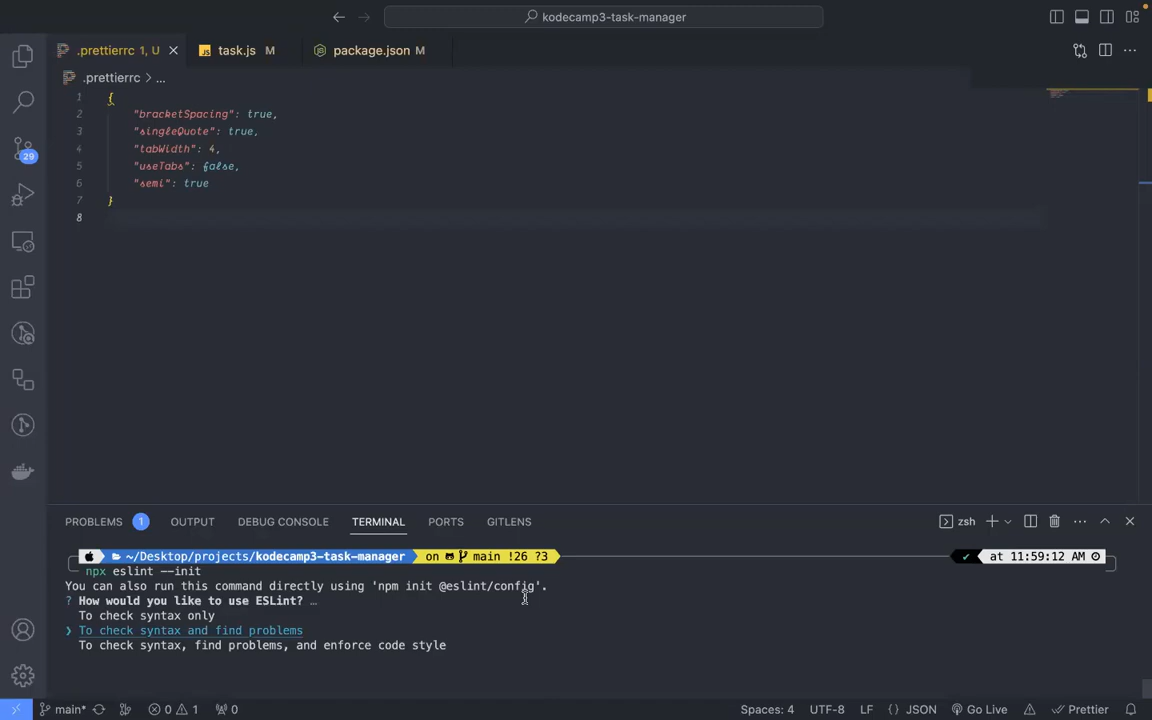 kodecamp3-task-manager
.prettierrc 1, U
task.js M
package.json M
.prettierrc > ...
1 {
2 "bracketSpacing": true,
3 "singleQuote": true,
4 "tabWidth": 4,
5 "useTabs": false,
6 "semi": true
7 }
8
29
PROBLEMS 1 OUTPUT DEBUG CONSOLE TERMINAL PORTS GITLENS
zsh
~/Desktop/projects/kodecamp3-task-manager on main !26 ?3 ✔ at 11:59:12 AM
npx eslint --init
You can also run this command directly using 'npm init @eslint/config'.
? How would you like to use ESLint? …
To check syntax only
❯ To check syntax and find problems
To check syntax, find problems, and enforce code style
main* 0 1 0 Spaces: 4 UTF-8 LF {} JSON Go Live Prettier